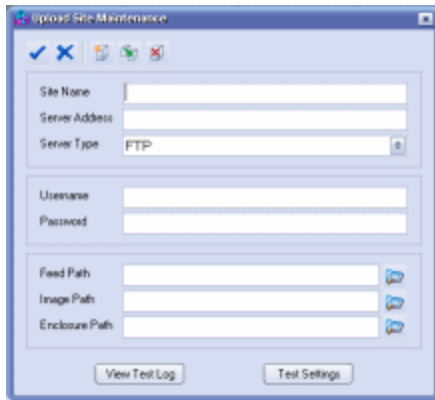 Upload Site Maintenance
Site Name
Server Address
Server Type FTP
Username
Password
Feed Path
Image Path
Enclosure Path
View Test Log Test Settings